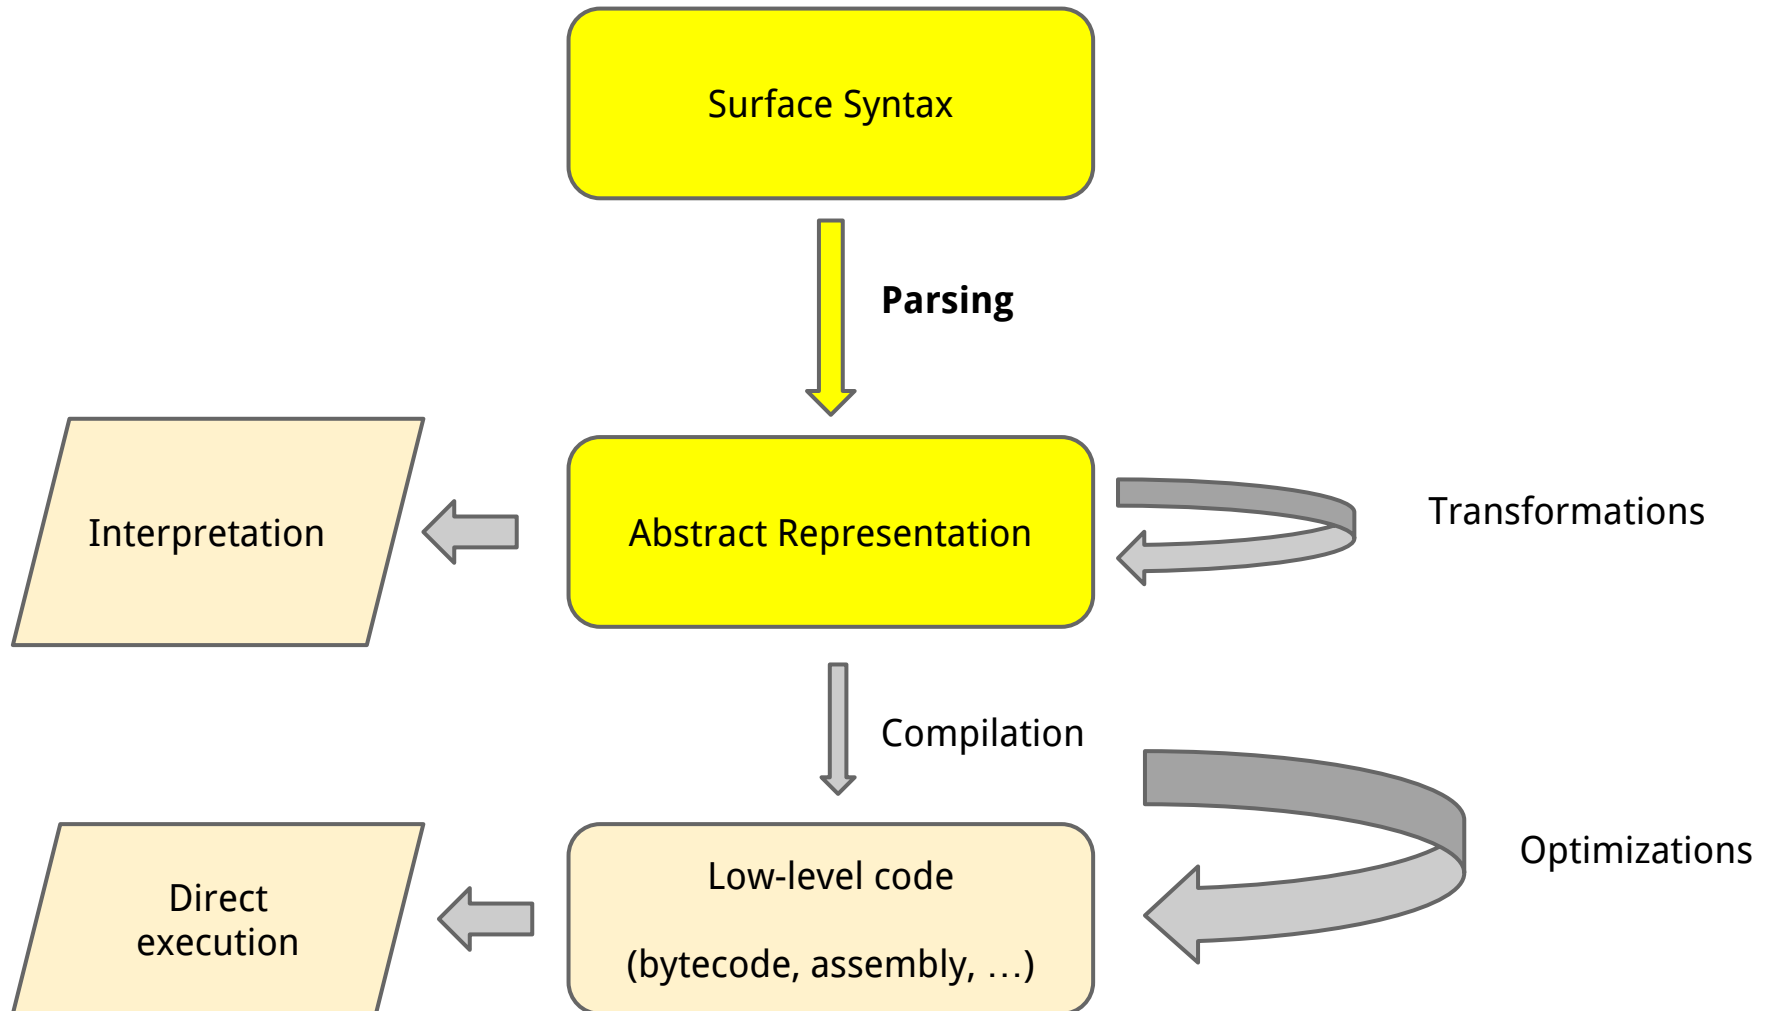 Surface Syntax
Parsing
Interpretation
Abstract Representation
Transformations
Compilation
Direct
execution
Low-level code
(bytecode, assembly, …)
Optimizations